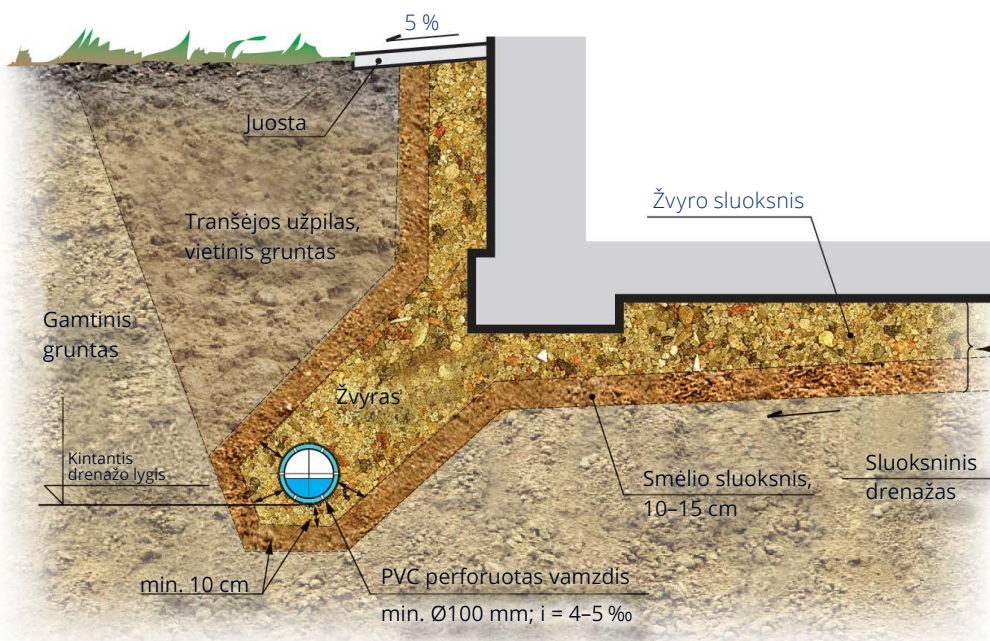 5 %
Juosta
Žvyro sluoksnis
Tranšėjos užpilas,
vietinis gruntas
Gamtinis
gruntas
Žvyras
Kintantis
drenažo lygis
Smėlio sluoksnis,
10–15 cm
Sluoksninis
drenažas
min. 10 cm
PVC perforuotas vamzdis
min. Ø100 mm; i = 4–5 ‰